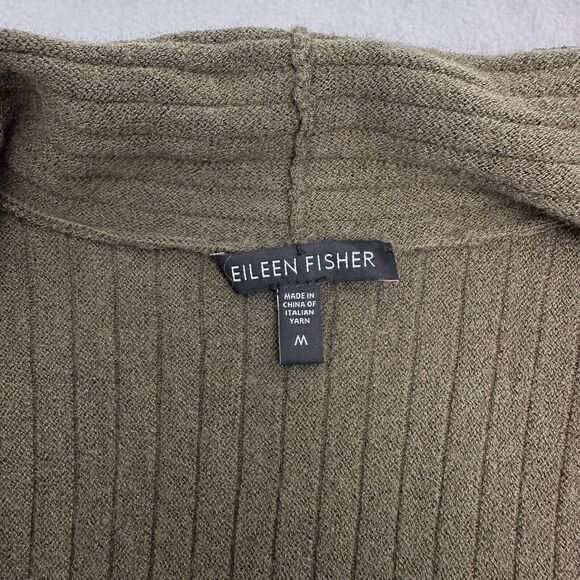 EILEEN FISHER
MADE IN
CHINA OF
ITALIAN
YARN
M